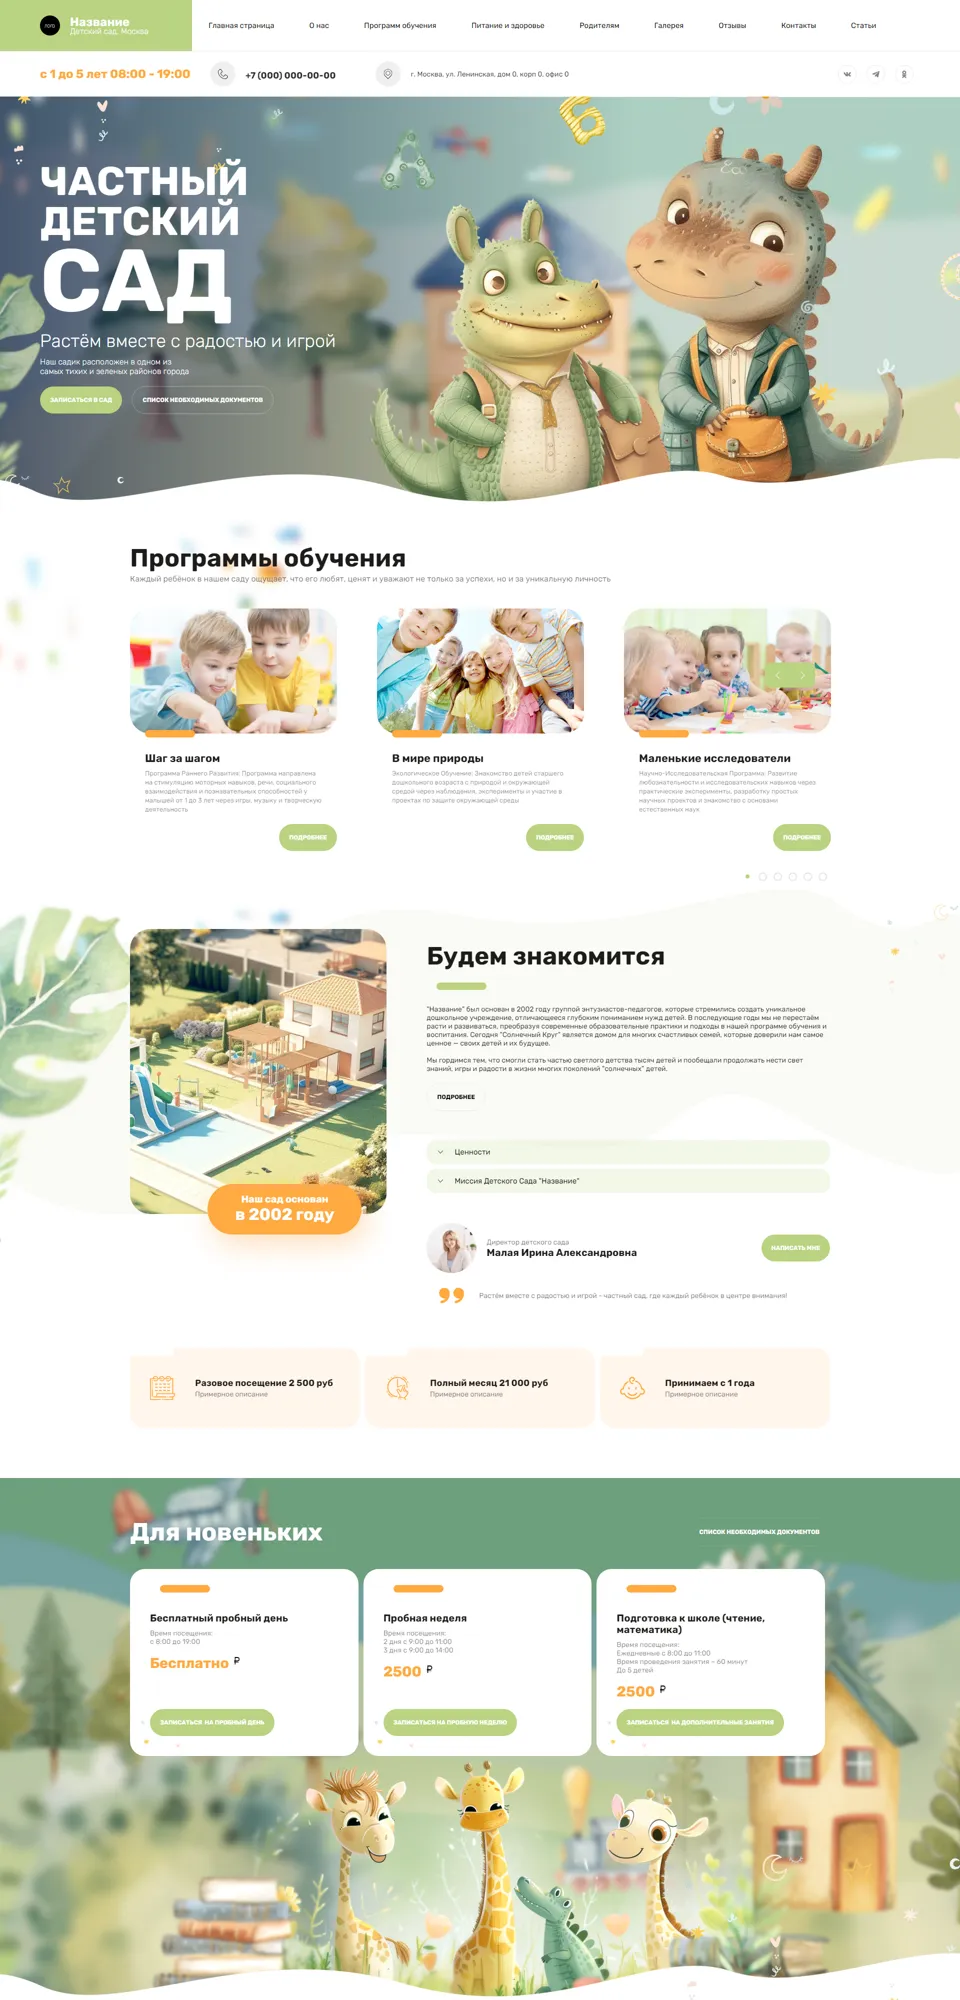 ЛОГО
Название
Детский сад, Москва
Главная страница
О нас
Программ обучения
Питание и здоровье
Родителям
Галерея
Отзывы
Контакты
Статьи
с 1 до 5 лет 08:00 - 19:00
+7 (000) 000-00-00
г. Москва, ул. Ленинская, дом 0, корп 0, офис 0
А
Б
ЧАСТНЫЙ
ДЕТСКИЙ
САД
Растём вместе с радостью и игрой
Наш садик расположен в одном из
самых тихих и зеленых районов города
ЗАПИСАТЬСЯ В САД
СПИСОК НЕОБХОДИМЫХ ДОКУМЕНТОВ
Программы обучения
Каждый ребёнок в нашем саду ощущает, что его любят, ценят и уважают не только за успехи, но и за уникальную личность
Шаг за шагом
Программа Раннего Развития: Программа направлена
на стимуляцию моторных навыков, речи, социального
взаимодействия и познавательных способностей у
малышей от 1 до 3 лет через игры, музыку и творческую
деятельность
ПОДРОБНЕЕ
В мире природы
Экологическое Обучение: Знакомство детей старшего
дошкольного возраста с природой и окружающей
средой через наблюдения, эксперименты и участие в
проектах по защите окружающей среды
ПОДРОБНЕЕ
Маленькие исследователи
Научно-Исследовательская Программа: Развитие
любознательности и исследовательских навыков через
практические эксперименты, разработку простых
научных проектов и знакомство с основами
естественных наук
ПОДРОБНЕЕ
Будем знакомится
"Название" был основан в 2002 году группой энтузиастов-педагогов, которые стремились создать уникальное
дошкольное учреждение, отличающееся глубоким пониманием нужд детей. В последующие годы мы не перестаём
расти и развиваться, преобразуя современные образовательные практики и подходы в нашей программе обучения и
воспитания. Сегодня "Солнечный Круг" является домом для многих счастливых семей, которые доверили нам самое
ценное — своих детей и их будущее.
Мы гордимся тем, что смогли стать частью светлого детства тысяч детей и пообещали продолжать нести свет
знаний, игры и радости в жизни многих поколений "солнечных" детей.
ПОДРОБНЕЕ
Наш сад основан
в 2002 году
Ценности
Миссия Детского Сада "Название"
Директор детского сада
Малая Ирина Александровна
НАПИСАТЬ МНЕ
Растём вместе с радостью и игрой - частный сад, где каждый ребёнок в центре внимания!
Разовое посещение 2 500 руб
Примерное описание
Полный месяц 21 000 руб
Примерное описание
Принимаем с 1 года
Примерное описание
Для новеньких
СПИСОК НЕОБХОДИМЫХ ДОКУМЕНТОВ
Бесплатный пробный день
Время посещения:
с 8:00 до 19:00
Бесплатно ₽
ЗАПИСАТЬСЯ НА ПРОБНЫЙ ДЕНЬ
Пробная неделя
Время посещения:
2 дня с 9:00 до 11:00
3 дня с 9:00 до 14:00
2500 ₽
ЗАПИСАТЬСЯ НА ПРОБНУЮ НЕДЕЛЮ
Подготовка к школе (чтение,
математика)
Время посещения:
Ежедневные с 8:00 до 11:00
Время проведения занятия – 60 минут
До 5 детей
2500 ₽
ЗАПИСАТЬСЯ НА ДОПОЛНИТЕЛЬНЫЕ ЗАНЯТИЯ